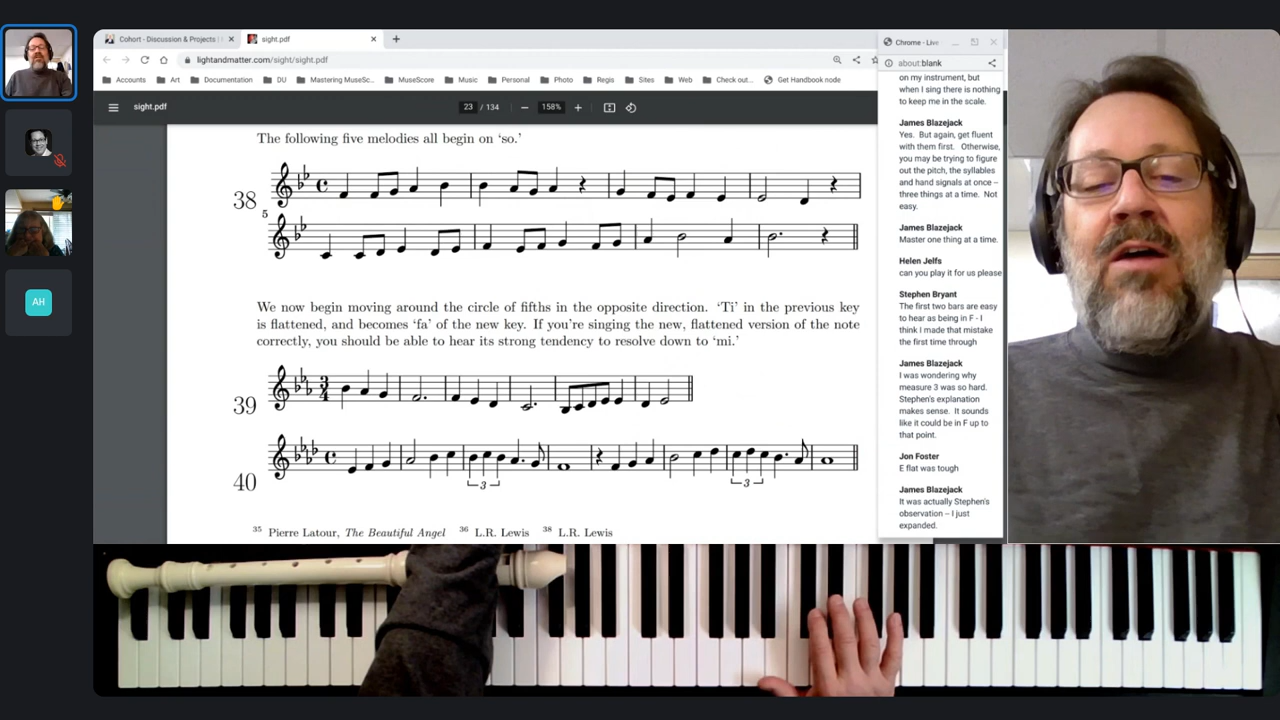 Cohort - Discussion & Projects |
sight.pdf
Chrome - Live
lightandmatter.com/sight/sight.pdf
about:blank
Accounts
Art
Documentation
DU
Mastering MuseSc...
MuseScore
Music
Personal
Photo
Regis
Sites
Web
Check out...
Get Handbook node
sight.pdf
23 / 134
158%
The following five melodies all begin on ‘so.’
38
5
We now begin moving around the circle of fifths in the opposite direction. ‘Ti’ in the previous key
is flattened, and becomes ‘fa’ of the new key. If you’re singing the new, flattened version of the note
correctly, you should be able to hear its strong tendency to resolve down to ‘mi.’
3
4
39
40
3
3
35 Pierre Latour, The Beautiful Angel 36 L.R. Lewis 38 L.R. Lewis
on my instrument, but
when I sing there is nothing
to keep me in the scale.
James Blazejack
Yes. But again, get fluent
with them first. Otherwise,
you may be trying to figure
out the pitch, the syllables
and hand signals at once --
three things at a time. Not
easy.
James Blazejack
Master one thing at a time.
Helen Jelfs
can you play it for us please
Stephen Bryant
The first two bars are easy
to hear as being in F - I
think I made that mistake
the first time through
James Blazejack
I was wondering why
measure 3 was so hard.
Stephen's explanation
makes sense. It sounds
like it could be in F up to
that point.
Jon Foster
E flat was tough
James Blazejack
It was actually Stephen's
observation -- I just
expanded.
AH